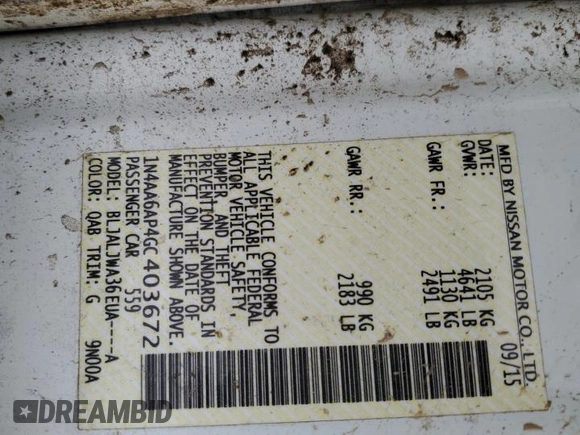 MFD BY NISSAN MOTOR CO., LTD.
DATE: 09/15
GVWR: 2105 KG
4641 LB
GAWR FR.: 1130 KG
2491 LB
GAWR RR.: 990 KG
2183 LB
THIS VEHICLE CONFORMS TO
ALL APPLICABLE FEDERAL
MOTOR VEHICLE SAFETY,
BUMPER, AND THEFT
PREVENTION STANDARDS IN
EFFECT ON THE DATE OF
MANUFACTURE SHOWN ABOVE.
1N4AA6AP4GC403672
PASSENGER CAR 559
MODEL: BLJALJWA36EUA----A
COLOR: QAB TRIM: G 9N00A
DREAMBID